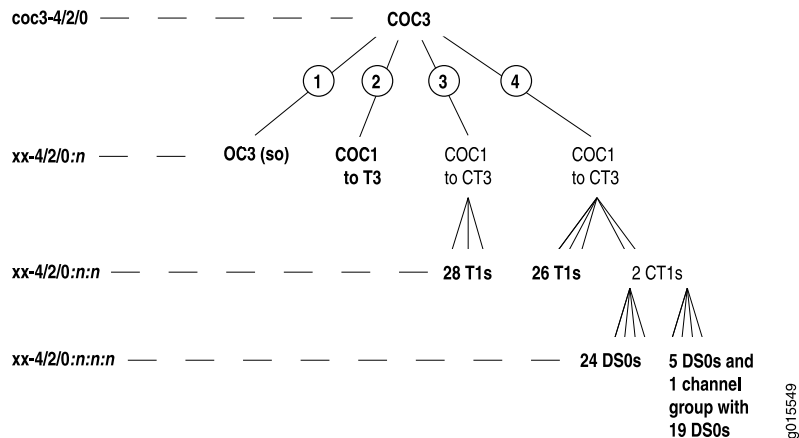 coc3-4/2/0
COC3
1
2
3
4
xx-4/2/0:n
OC3 (so)
COC1
to T3
COC1
to CT3
COC1
to CT3
xx-4/2/0:n:n
28 T1s
26 T1s
2 CT1s
xx-4/2/0:n:n:n
24 DS0s
5 DS0s and
1 channel
group with
19 DS0s
g015549